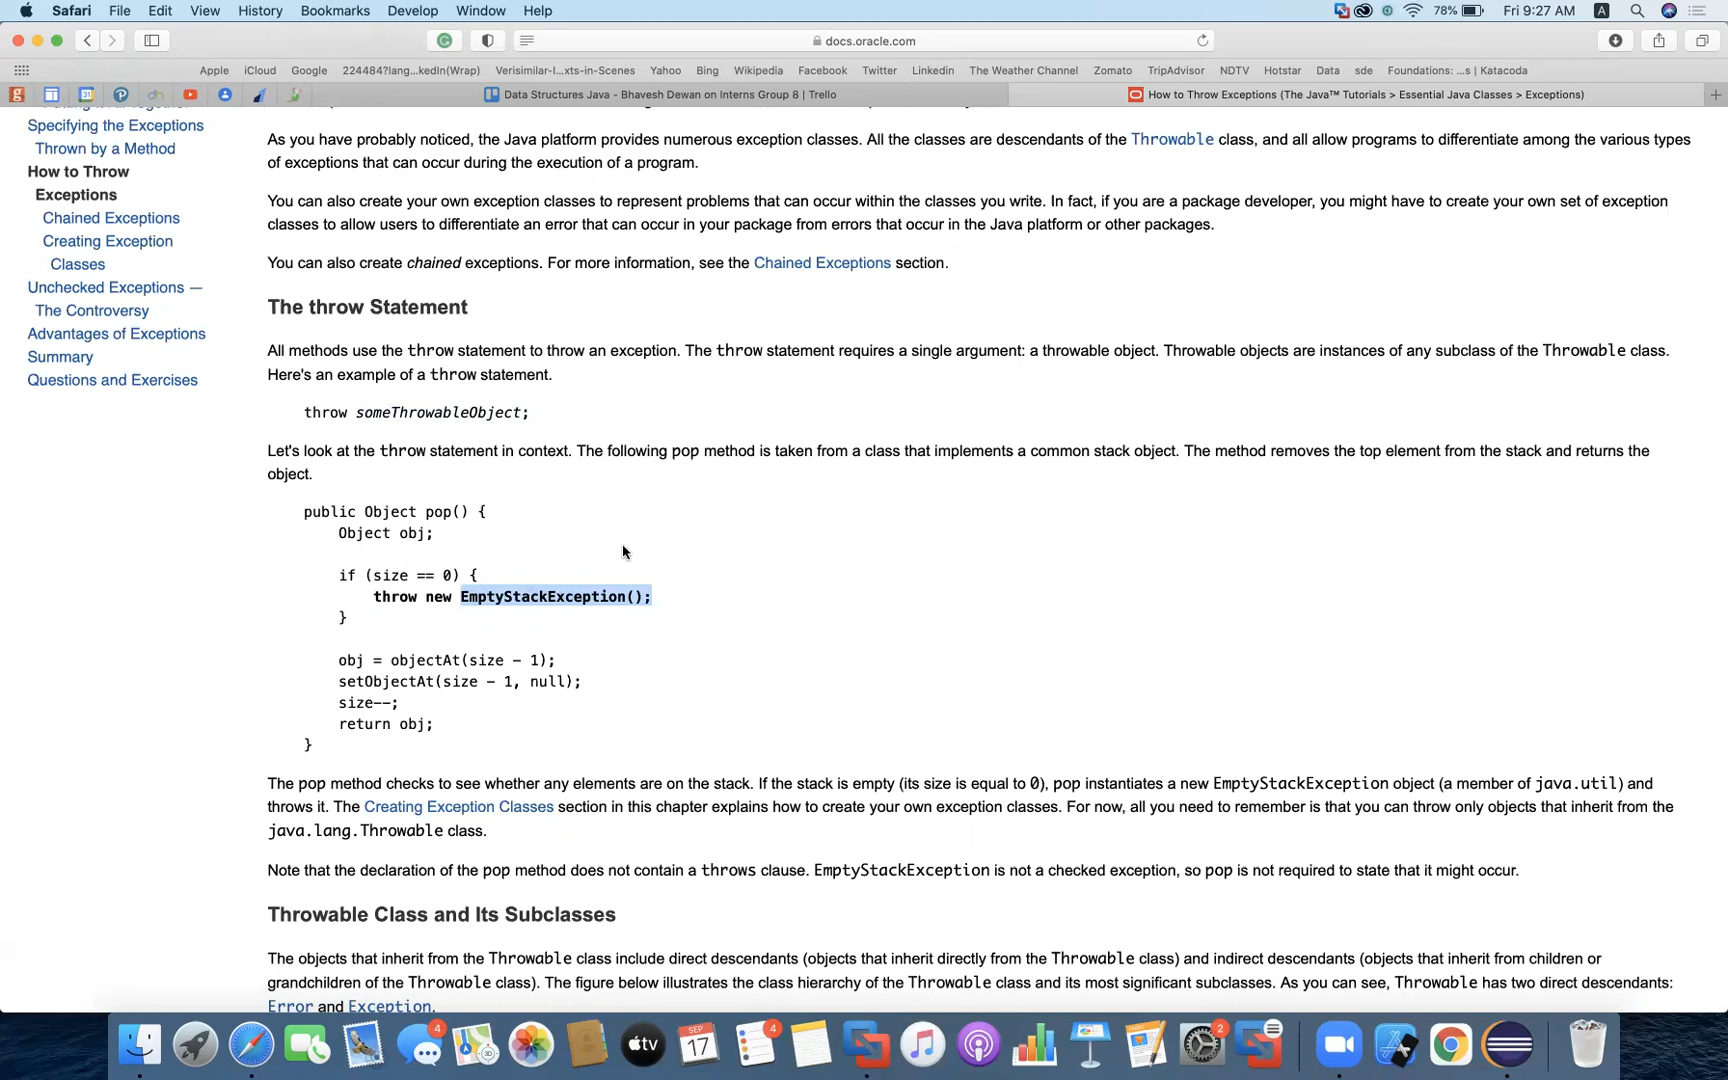 Safari File Edit View History Bookmarks Develop Window Help 78% Fri 9:27 AM A
docs.oracle.com
Apple iCloud Google 224484?lang...kedIn(Wrap) Verisimilar-I...xts-in-Scenes Yahoo Bing Wikipedia Facebook Twitter Linkedin The Weather Channel Zomato TripAdvisor NDTV Hotstar Data sde Foundations: ...s | Katacoda
Data Structures Java - Bhavesh Dewan on Interns Group 8 | Trello
How to Throw Exceptions (The Java™ Tutorials > Essential Java Classes > Exceptions)
Specifying the Exceptions
Thrown by a Method
How to Throw
Exceptions
Chained Exceptions
Creating Exception
Classes
Unchecked Exceptions —
The Controversy
Advantages of Exceptions
Summary
Questions and Exercises
As you have probably noticed, the Java platform provides numerous exception classes. All the classes are descendants of the Throwable class, and all allow programs to differentiate among the various types
of exceptions that can occur during the execution of a program.
You can also create your own exception classes to represent problems that can occur within the classes you write. In fact, if you are a package developer, you might have to create your own set of exception
classes to allow users to differentiate an error that can occur in your package from errors that occur in the Java platform or other packages.
You can also create chained exceptions. For more information, see the Chained Exceptions section.
The throw Statement
All methods use the throw statement to throw an exception. The throw statement requires a single argument: a throwable object. Throwable objects are instances of any subclass of the Throwable class.
Here's an example of a throw statement.
throw someThrowableObject;
Let's look at the throw statement in context. The following pop method is taken from a class that implements a common stack object. The method removes the top element from the stack and returns the
object.
public Object pop() {
Object obj;
if (size == 0) {
throw new EmptyStackException();
}
obj = objectAt(size - 1);
setObjectAt(size - 1, null);
size--;
return obj;
}
The pop method checks to see whether any elements are on the stack. If the stack is empty (its size is equal to 0), pop instantiates a new EmptyStackException object (a member of java.util) and
throws it. The Creating Exception Classes section in this chapter explains how to create your own exception classes. For now, all you need to remember is that you can throw only objects that inherit from the
java.lang.Throwable class.
Note that the declaration of the pop method does not contain a throws clause. EmptyStackException is not a checked exception, so pop is not required to state that it might occur.
Throwable Class and Its Subclasses
The objects that inherit from the Throwable class include direct descendants (objects that inherit directly from the Throwable class) and indirect descendants (objects that inherit from children or
grandchildren of the Throwable class). The figure below illustrates the class hierarchy of the Throwable class and its most significant subclasses. As you can see, Throwable has two direct descendants:
Error and Exception.
4 tv SEP 17 4 2